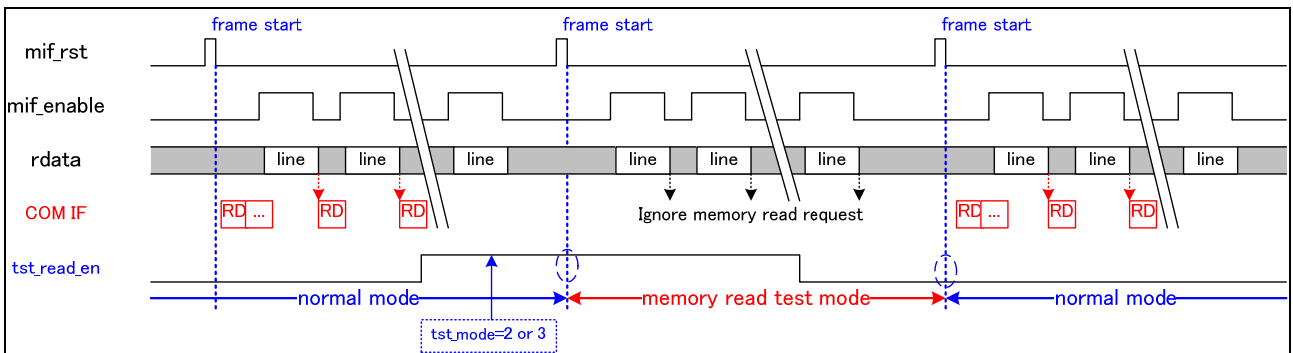 frame start frame start frame start
mif_rst
mif_enable
rdata line line line line line line line line line
COM IF RD ... RD RD Ignore memory read request RD ... RD RD
tst_read_en
normal mode memory read test mode normal mode
tst_mode=2 or 3